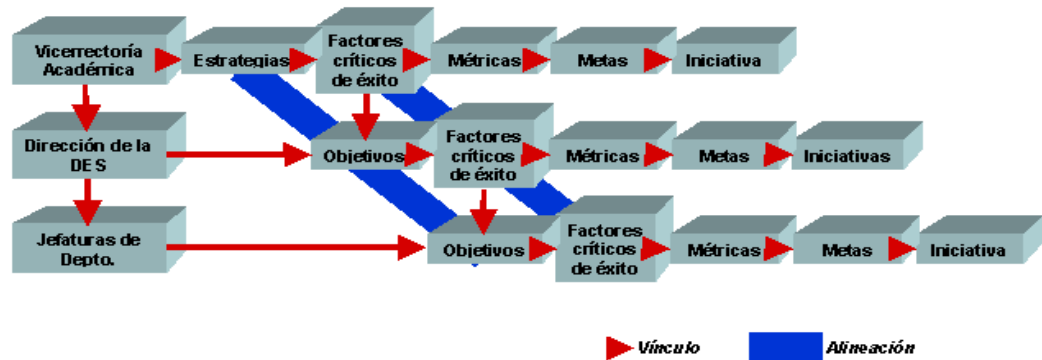 Vicerrectoría
Académica
Estrategias
Factores
críticos
de éxito
Métricas
Metas
Iniciativa
Dirección de la
DES
Objetivos
Factores
críticos
de éxito
Métricas
Metas
Iniciativas
Jefaturas de
Depto.
Objetivos
Factores
críticos
de éxito
Métricas
Metas
Iniciativa
Vínculo
Alineación